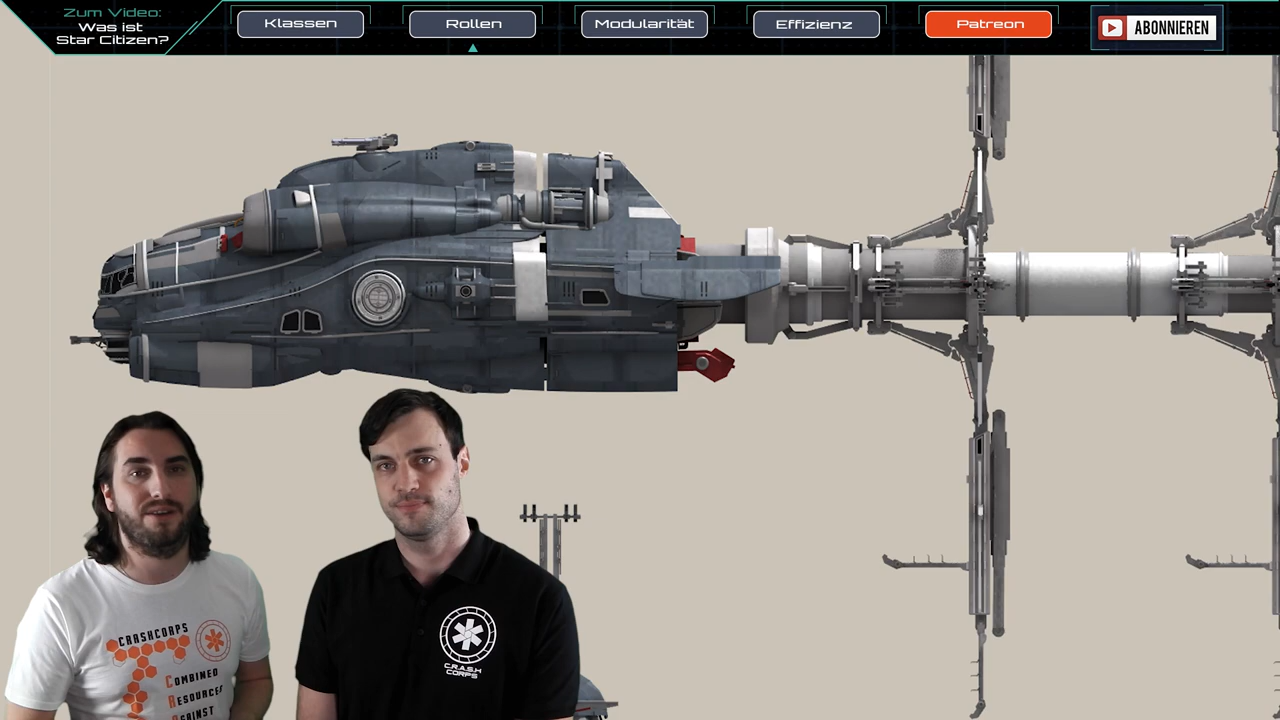 Zum Video:
Was ist
Star Citizen?
Klassen
Rollen
Modularität
Effizienz
Patreon
ABONNIEREN
CRASHCORPS
COMBINED
RESOURCES
AGAINST
C.R.A.S.H
CORPS